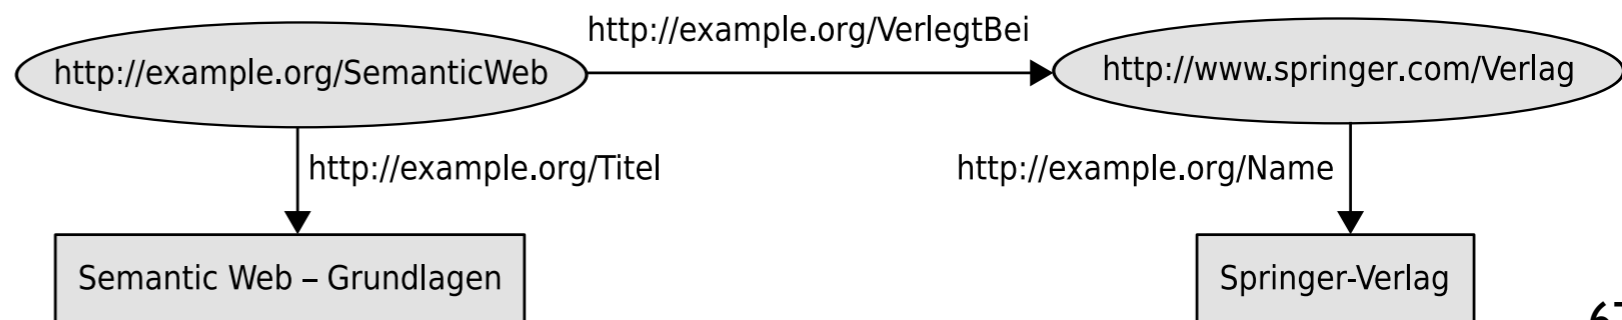 http://example.org/VerlegtBei
http://example.org/SemanticWeb
http://www.springer.com/Verlag
http://example.org/Titel
http://example.org/Name
Semantic Web – Grundlagen
Springer-Verlag